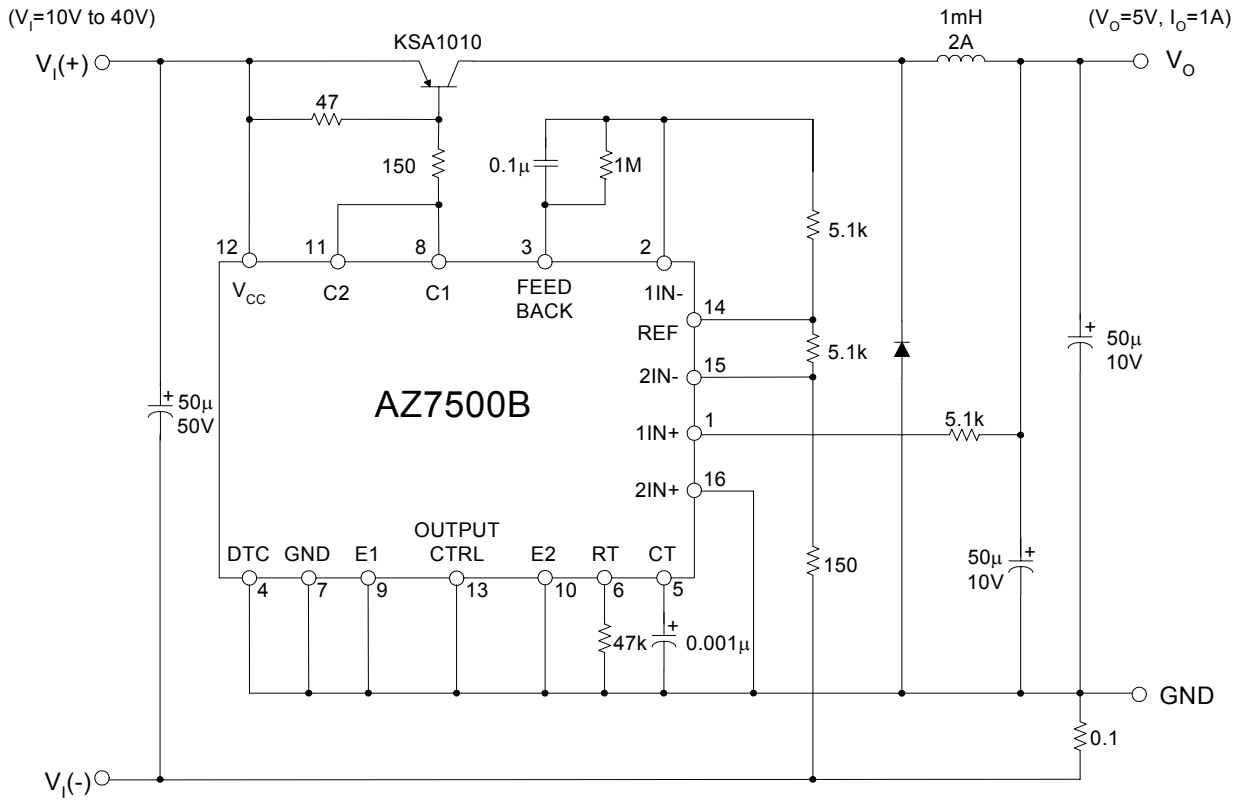 (V_I=10V to 40V)
1mH
2A
(V_O=5V, I_O=1A)
KSA1010
V_I(+)
V_O
47
150
0.1μ
1M
5.1k
12
11
8
3
2
V_CC
C2
C1
FEED
BACK
1IN-
14
REF
5.1k
50μ
10V
15
2IN-
AZ7500B
50μ
50V
1
1IN+
5.1k
16
2IN+
OUTPUT
CTRL
DTC
GND
E1
E2
RT
CT
150
50μ
10V
4
7
9
13
10
6
5
47k
0.001μ
GND
0.1
V_I(-)
+
+
+
+